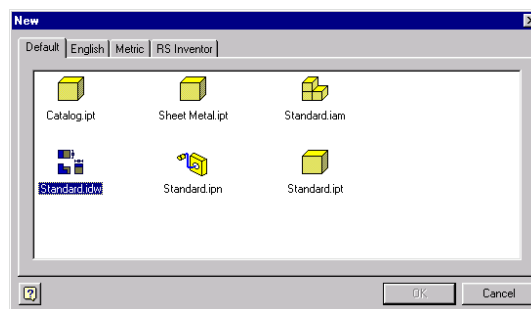 New
Default English Metric RS Inventor
Catalog.ipt Sheet Metal.ipt Standard.iam
Standard.idw Standard.ipn Standard.ipt
OK Cancel